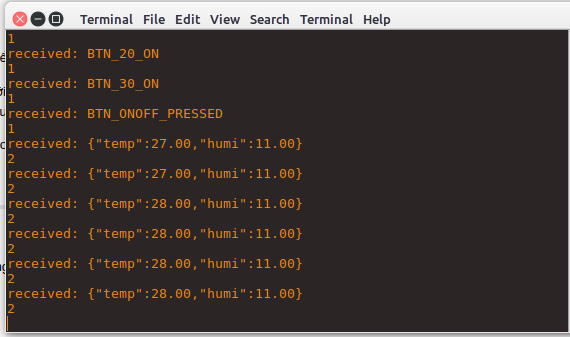 Terminal File Edit View Search Terminal Help
1
received: BTN_20_ON
1
received: BTN_30_ON
1
received: BTN_ONOFF_PRESSED
1
received: {"temp":27.00,"humi":11.00}
2
received: {"temp":27.00,"humi":11.00}
2
received: {"temp":28.00,"humi":11.00}
2
received: {"temp":28.00,"humi":11.00}
2
received: {"temp":28.00,"humi":11.00}
2
received: {"temp":28.00,"humi":11.00}
2